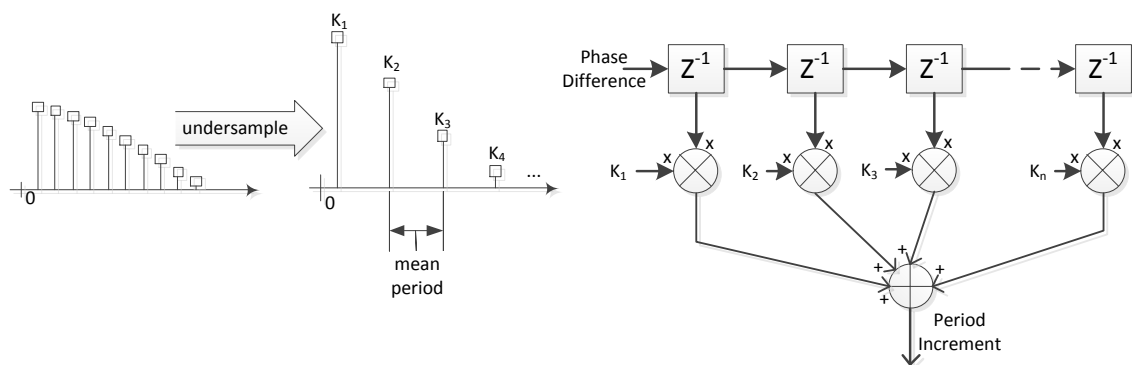 K1
K2
K3
K4
...
undersample
0
0
mean
period
Phase
Difference
Z-1
Z-1
Z-1
Z-1
x
x
x
x
x
x
x
x
K1
K2
K3
Kn
+
+
+
+
Period
Increment